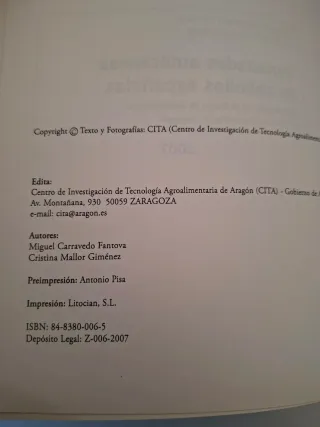 Copyright © Texto y Fotografías: CITA (Centro de Investigación de Tecnología Agroalimen
Edita:
Centro de Investigación de Tecnología Agroalimentaria de Aragón (CITA) - Gobierno de
Av. Montañana, 930 50059 ZARAGOZA
e-mail: cita@aragon.es
Autores:
Miguel Carravedo Fantova
Cristina Mallor Giménez
Preimpresión: Antonio Pisa
Impresión: Litocian, S.L.
ISBN: 84-8380-006-5
Depósito Legal: Z-006-2007